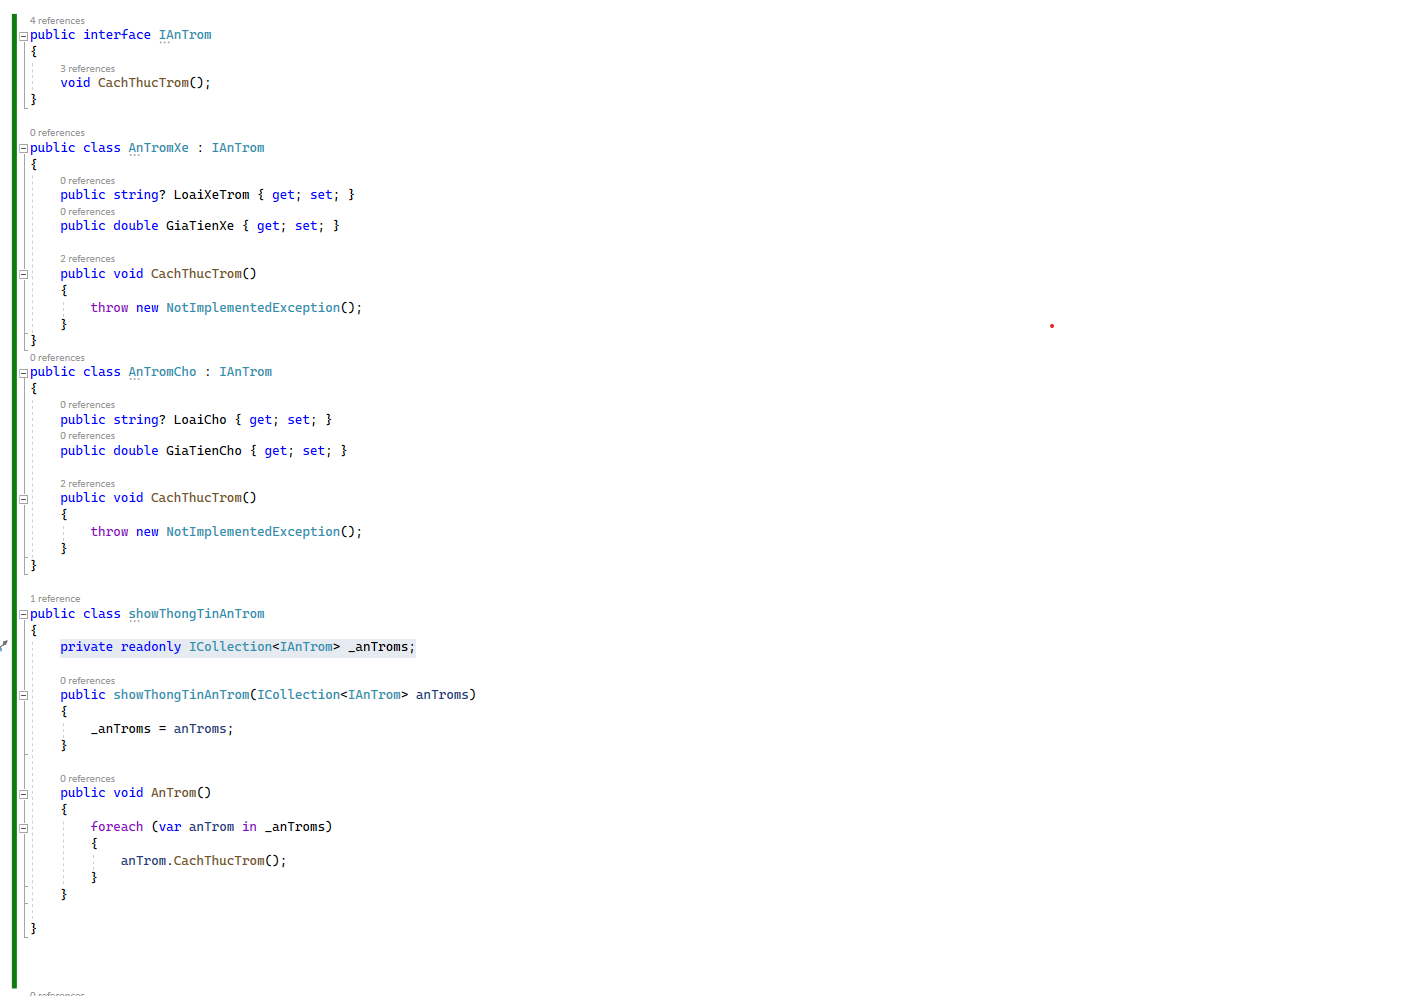 4 references
public interface IAnTrom
{
3 references
void CachThucTrom();
}
0 references
public class AnTromXe : IAnTrom
{
0 references
public string? LoaiXeTrom { get; set; }
0 references
public double GiaTienXe { get; set; }
2 references
public void CachThucTrom()
{
throw new NotImplementedException();
}
}
0 references
public class AnTromCho : IAnTrom
{
0 references
public string? LoaiCho { get; set; }
0 references
public double GiaTienCho { get; set; }
2 references
public void CachThucTrom()
{
throw new NotImplementedException();
}
}
1 reference
public class showThongTinAnTrom
{
private readonly ICollection<IAnTrom> _anTroms;
0 references
public showThongTinAnTrom(ICollection<IAnTrom> anTroms)
{
_anTroms = anTroms;
}
0 references
public void AnTrom()
{
foreach (var anTrom in _anTroms)
{
anTrom.CachThucTrom();
}
}
}
0 references